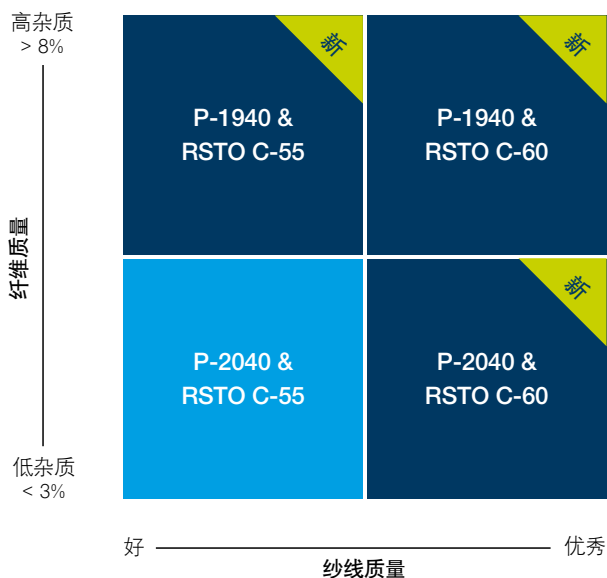 高杂质
> 8%
新
新
P-1940 &
RSTO C-55
P-1940 &
RSTO C-60
纤维质量
新
P-2040 &
RSTO C-55
P-2040 &
RSTO C-60
低杂质
< 3%
好
优秀
纱线质量